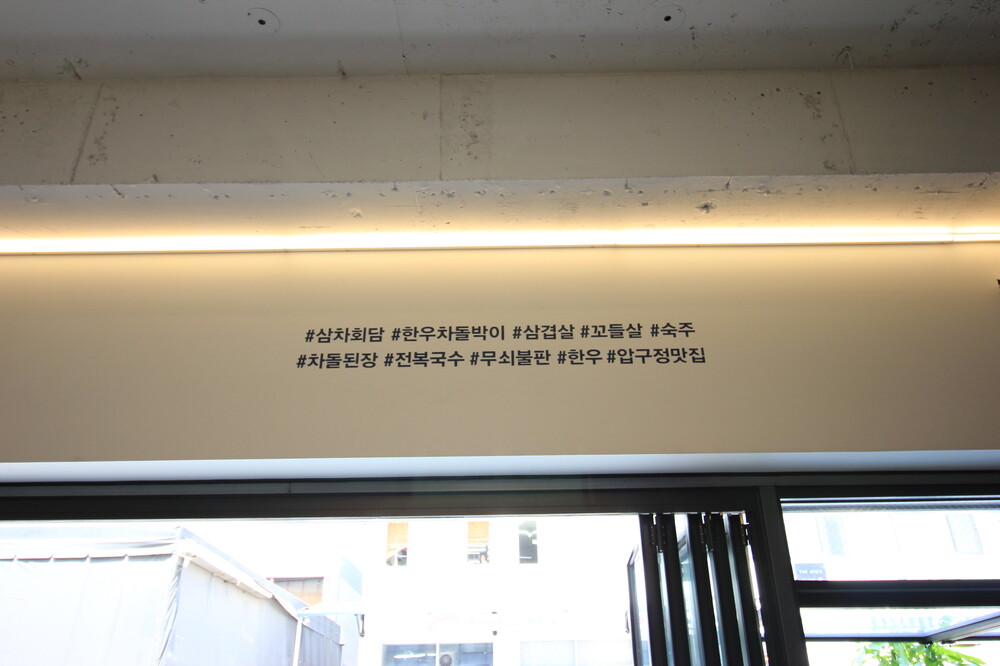 #삼차회담 #한우차돌박이 #삼겹살 #꼬들살 #숙주
#차돌된장 #전복국수 #무쇠불판 #한우 #압구정맛집